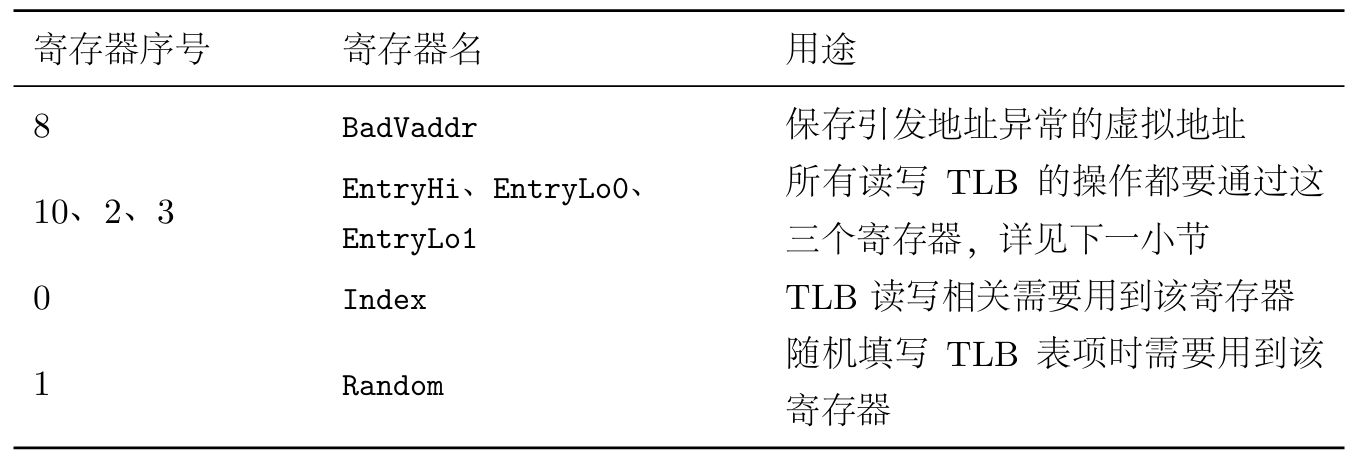 寄存器序号 寄存器名 用途
8 BadVaddr 保存引发地址异常的虚拟地址
10、2、3 EntryHi、EntryLo0、 所有读写 TLB 的操作都要通过这
EntryLo1 三个寄存器，详见下一小节
0 Index TLB 读写相关需要用到该寄存器
1 Random 随机填写 TLB 表项时需要用到该
寄存器